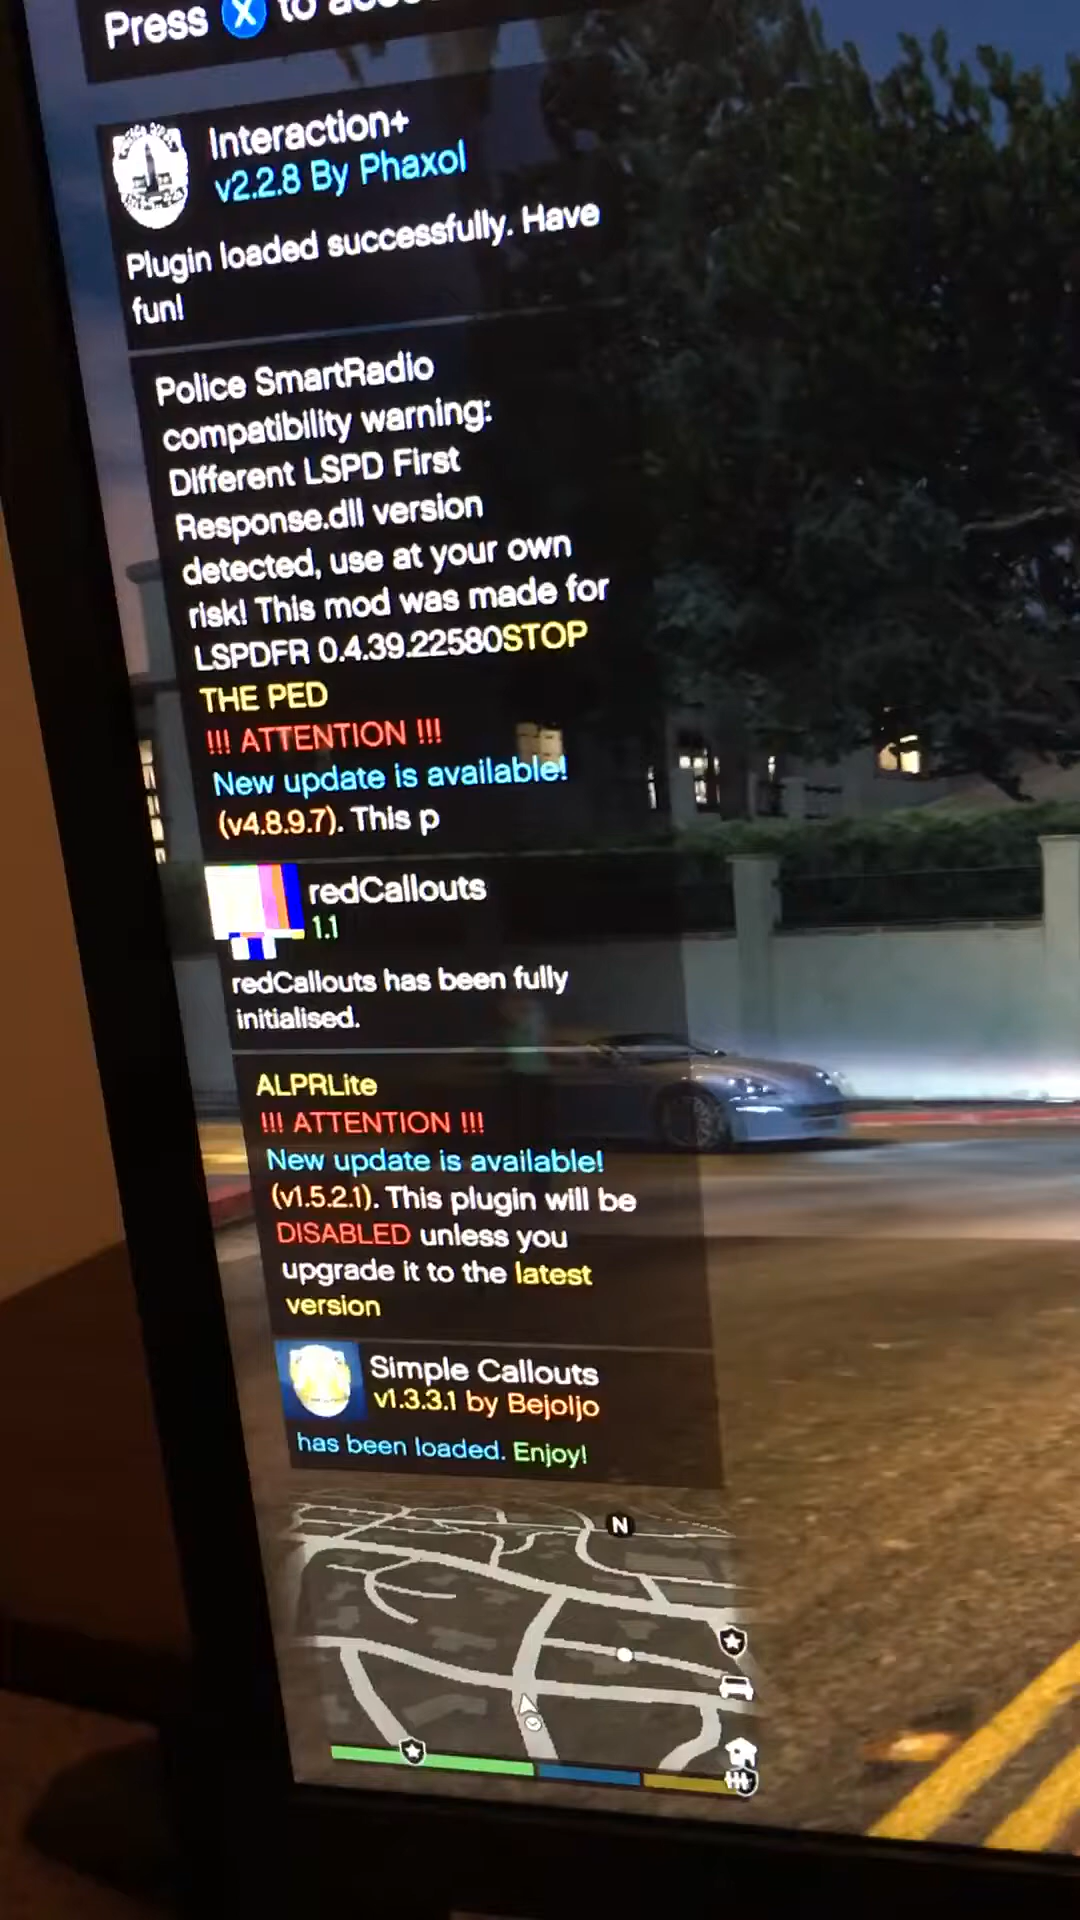 Press X to
Interaction+
v2.2.8 By Phaxol
Plugin loaded successfully. Have
fun!
Police SmartRadio
compatibility warning:
Different LSPD First
Response.dll version
detected, use at your own
risk! This mod was made for
LSPDFR 0.4.39.22580STOP
THE PED
!!! ATTENTION !!!
New update is available!
(v4.8.9.7). This p
redCallouts
1.1
redCallouts has been fully
initialised.
ALPRLite
!!! ATTENTION !!!
New update is available!
(v1.5.2.1). This plugin will be
DISABLED unless you
upgrade it to the latest
version
Simple Callouts
v1.3.3.1 by Bejoljo
has been loaded. Enjoy!
N